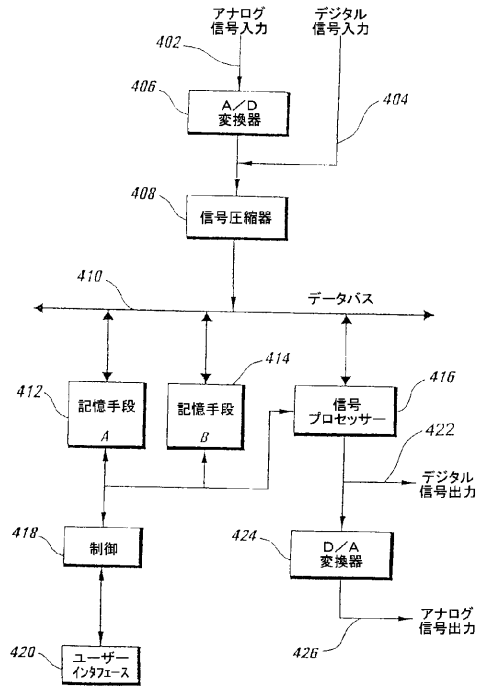 アナログ
信号入力
デジタル
信号入力
402
406
A/D
変換器
404
408
信号圧縮器
410
データバス
412
記憶手段
A
414
記憶手段
B
416
信号
プロセッサー
422
デジタル
信号出力
418
制御
424
D/A
変換器
420
ユーザー
インタフェース
426
アナログ
信号出力